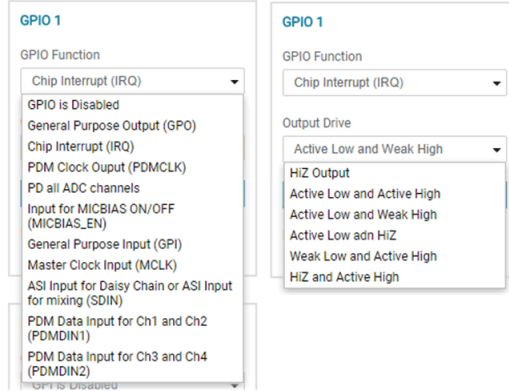 GPIO 1
GPIO Function
Chip Interrupt (IRQ)
GPIO is Disabled
General Purpose Output (GPO)
Chip Interrupt (IRQ)
PDM Clock Ouput (PDMCLK)
PD all ADC channels
Input for MICBIAS ON/OFF
(MICBIAS_EN)
General Purpose Input (GPI)
Master Clock Input (MCLK)
ASI Input for Daisy Chain or ASI Input
for mixing (SDIN)
PDM Data Input for Ch1 and Ch2
(PDMDIN1)
PDM Data Input for Ch3 and Ch4
(PDMDIN2)
GPI is Disabled
GPIO 1
GPIO Function
Chip Interrupt (IRQ)
Output Drive
Active Low and Weak High
HiZ Output
Active Low and Active High
Active Low and Weak High
Active Low adn HiZ
Weak Low and Active High
HiZ and Active High